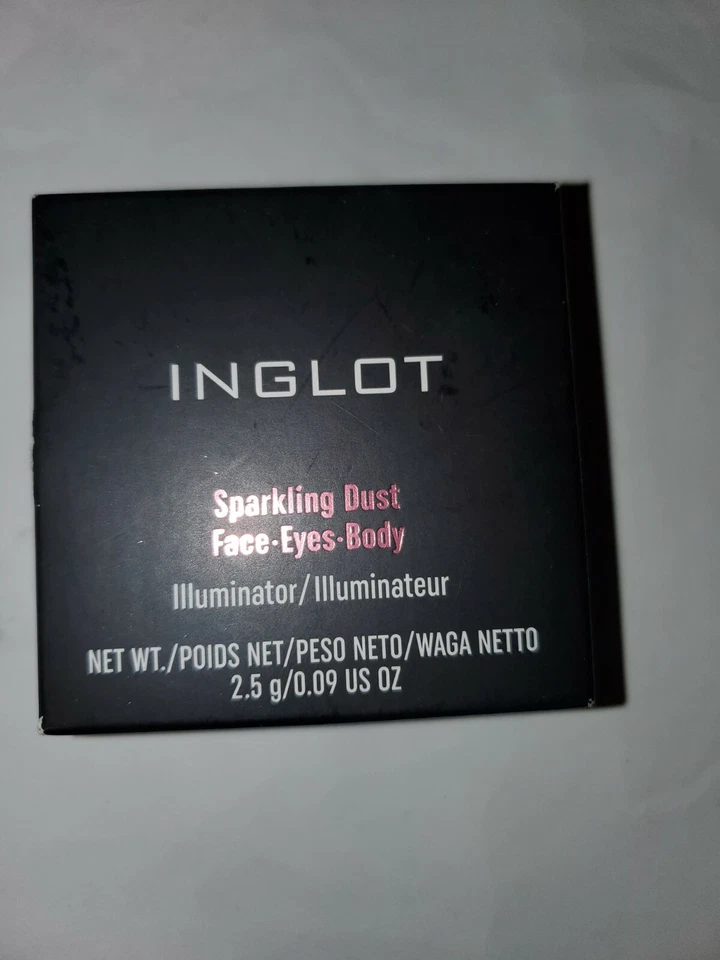 INGLOT
Sparkling Dust
Face·Eyes·Body
Illuminator/Illuminateur
NET WT./POIDS NET/PESO NETO/WAGA NETTO
2.5 g/0.09 US OZ